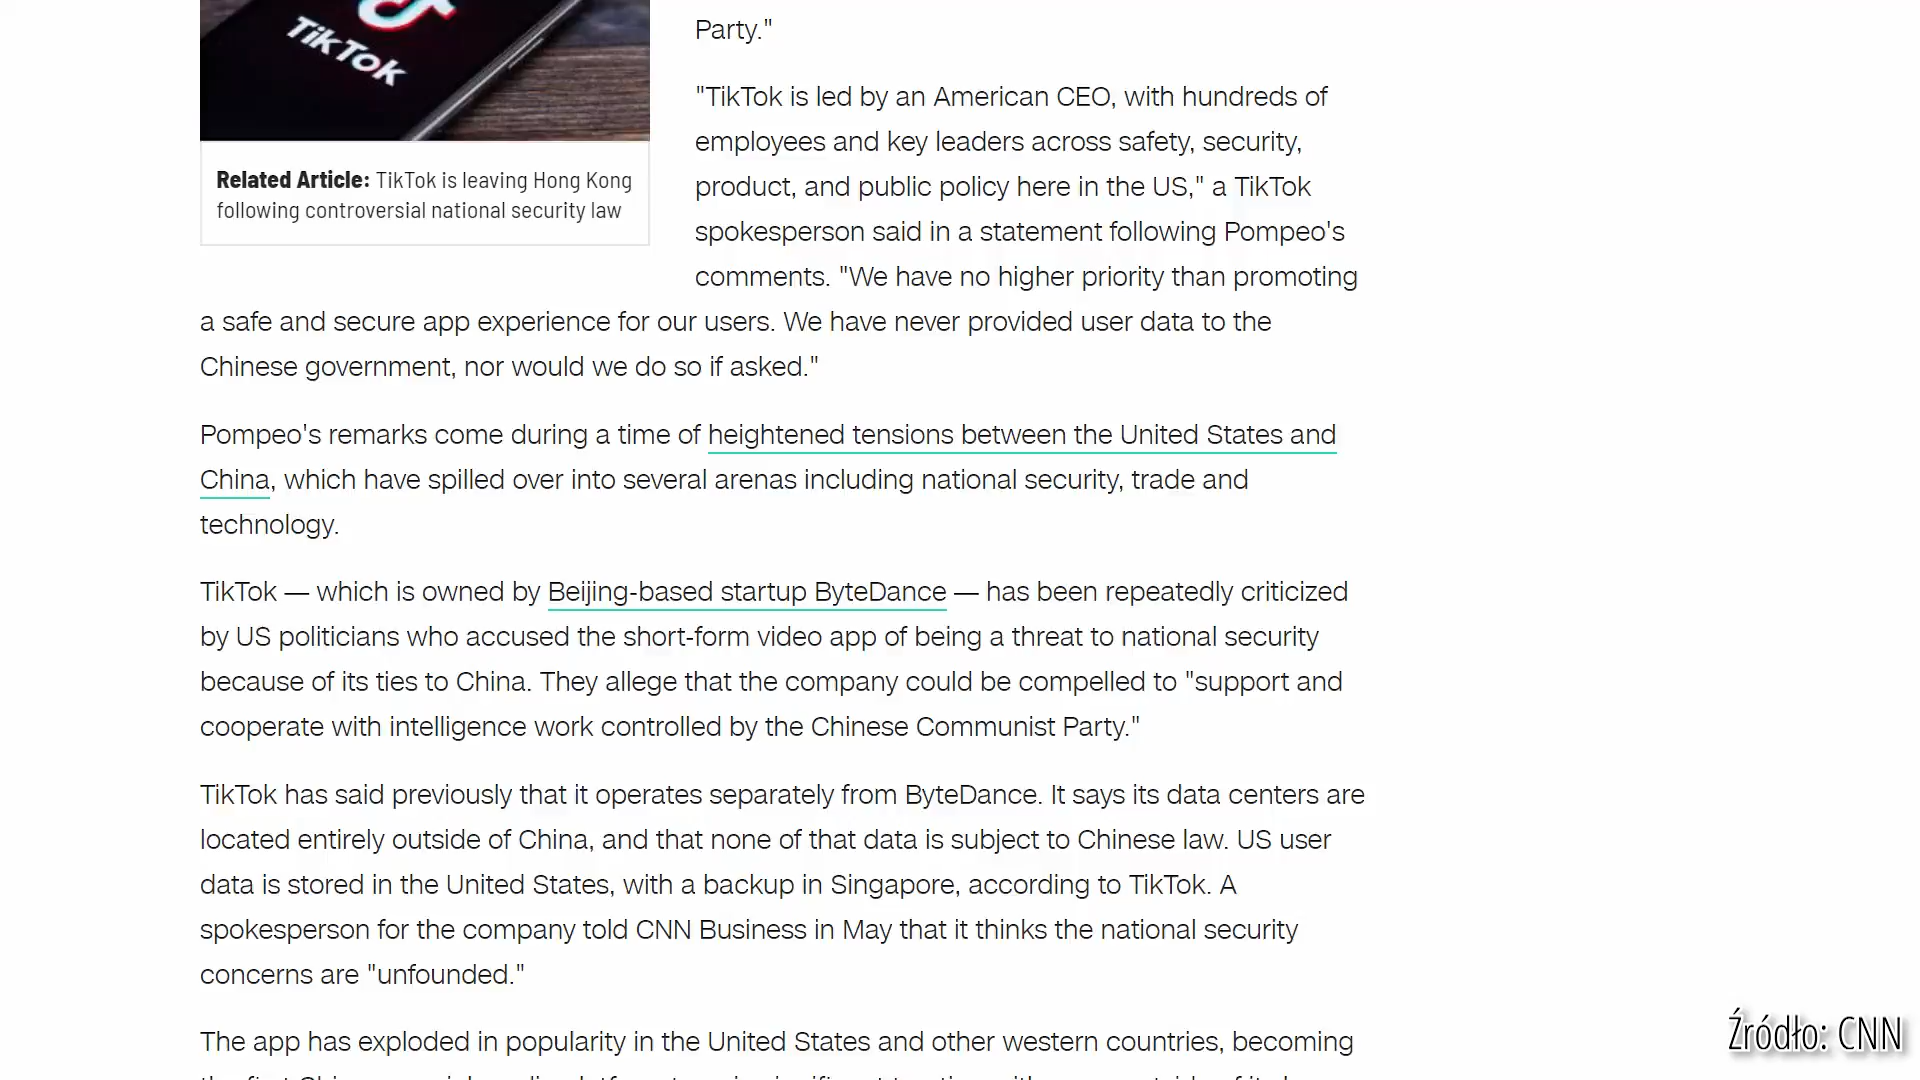 TikTok
Related Article: TikTok is leaving Hong Kong
following controversial national security law
Party."
"TikTok is led by an American CEO, with hundreds of
employees and key leaders across safety, security,
product, and public policy here in the US," a TikTok
spokesperson said in a statement following Pompeo's
comments. "We have no higher priority than promoting
a safe and secure app experience for our users. We have never provided user data to the
Chinese government, nor would we do so if asked."
Pompeo's remarks come during a time of heightened tensions between the United States and
China, which have spilled over into several arenas including national security, trade and
technology.
TikTok — which is owned by Beijing-based startup ByteDance — has been repeatedly criticized
by US politicians who accused the short-form video app of being a threat to national security
because of its ties to China. They allege that the company could be compelled to "support and
cooperate with intelligence work controlled by the Chinese Communist Party."
TikTok has said previously that it operates separately from ByteDance. It says its data centers are
located entirely outside of China, and that none of that data is subject to Chinese law. US user
data is stored in the United States, with a backup in Singapore, according to TikTok. A
spokesperson for the company told CNN Business in May that it thinks the national security
concerns are "unfounded."
The app has exploded in popularity in the United States and other western countries, becoming
Źródło: CNN